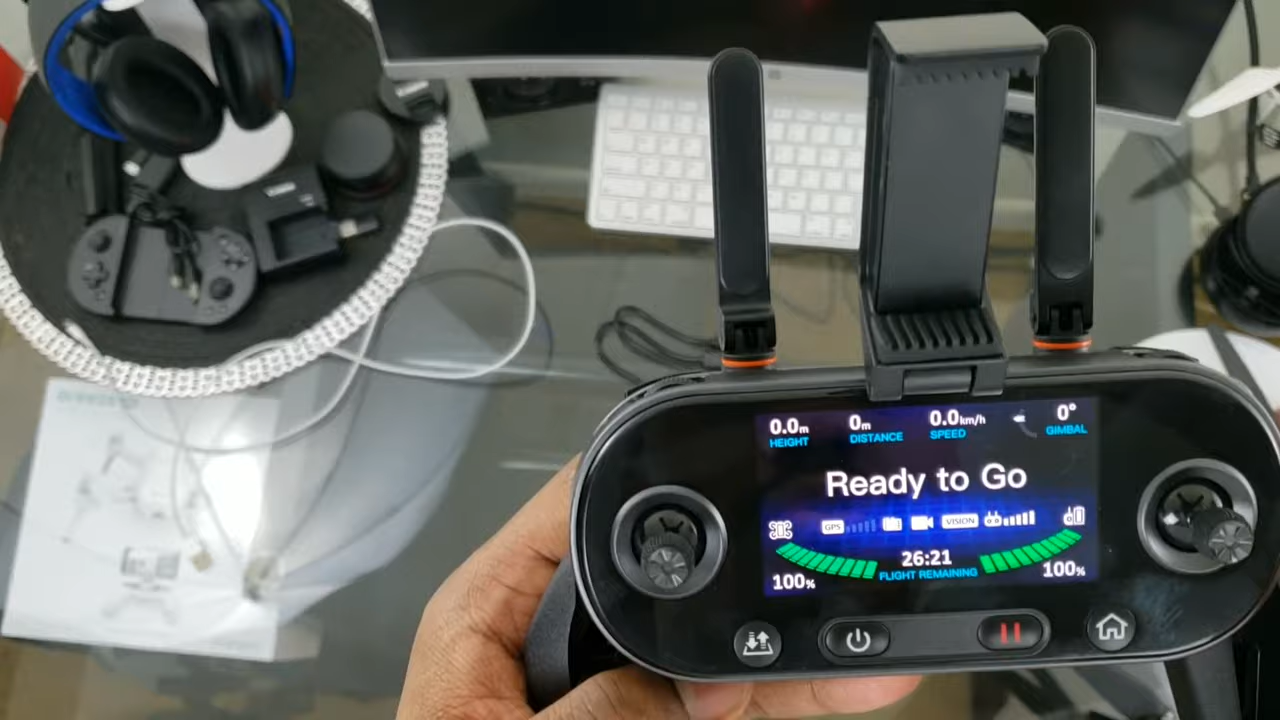 0.0m 0m 0.0km/h 0°
HEIGHT DISTANCE SPEED GIMBAL
Ready to Go
GPS VISION
26:21
100% FLIGHT REMAINING 100%